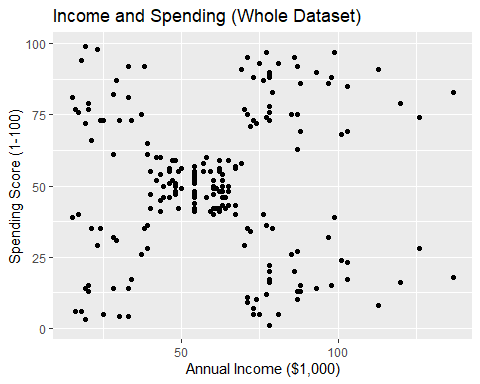 Income and Spending (Whole Dataset)
100
75
50
25
0
Spending Score (1-100)
50
100
Annual Income ($1,000)